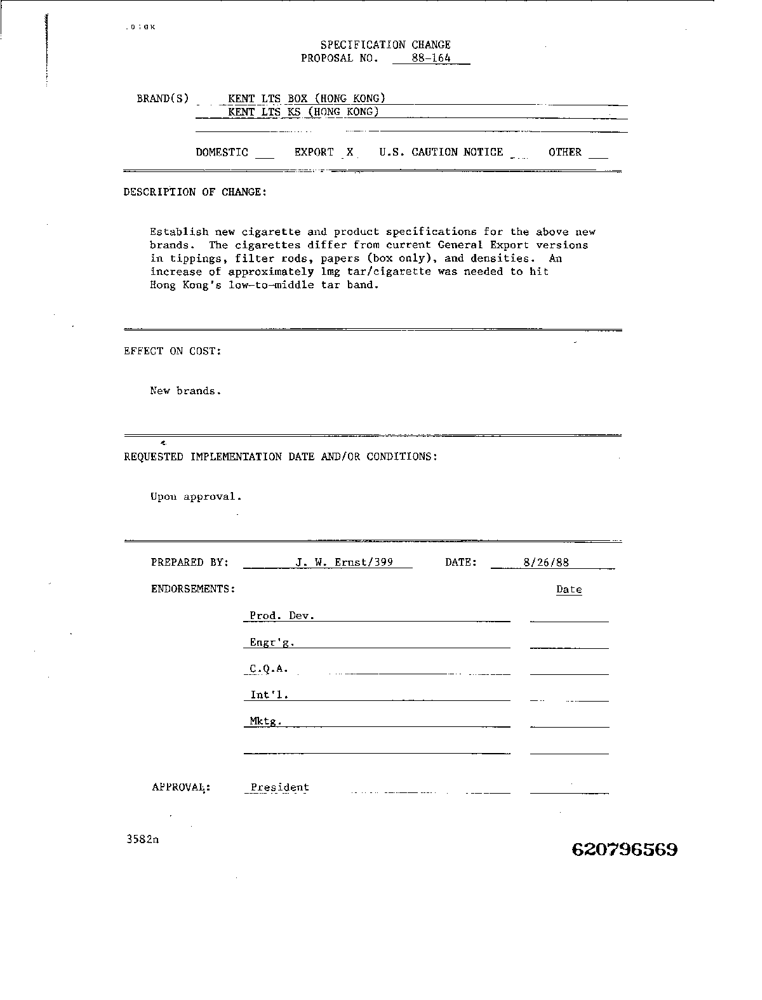 SPECIFICATION CHANGE
PROPOSAL NO. 88-164
BRAND(S) KENT LTS BOX (HONG KONG)
KENT LTS KS (HONG KONG)
DOMESTIC EXPORT X U.S. CAUTION NOTICE OTHER
DESCRIPTION OF CHANGE:
Establish new cigarette and product specifications for the above new
brands. The cigarettes differ from current General Export versions
in tippings, filter rods, papers (box only), and densities. An
increase of approximately 1mg tar/cigarette was needed to hit
Hong Kong's low-to-middle tar band.
EFFECT ON COST:
New brands.
REQUESTED IMPLEMENTATION DATE AND/OR CONDITIONS:
Upon approval.
PREPARED BY: J. W. Ernst/399 DATE: 8/26/88
ENDORSEMENTS: Date
Prod. Dev.
Engr'g.
C.Q.A.
Int'l.
Mktg.
APPROVAL: President
3582n
620796569